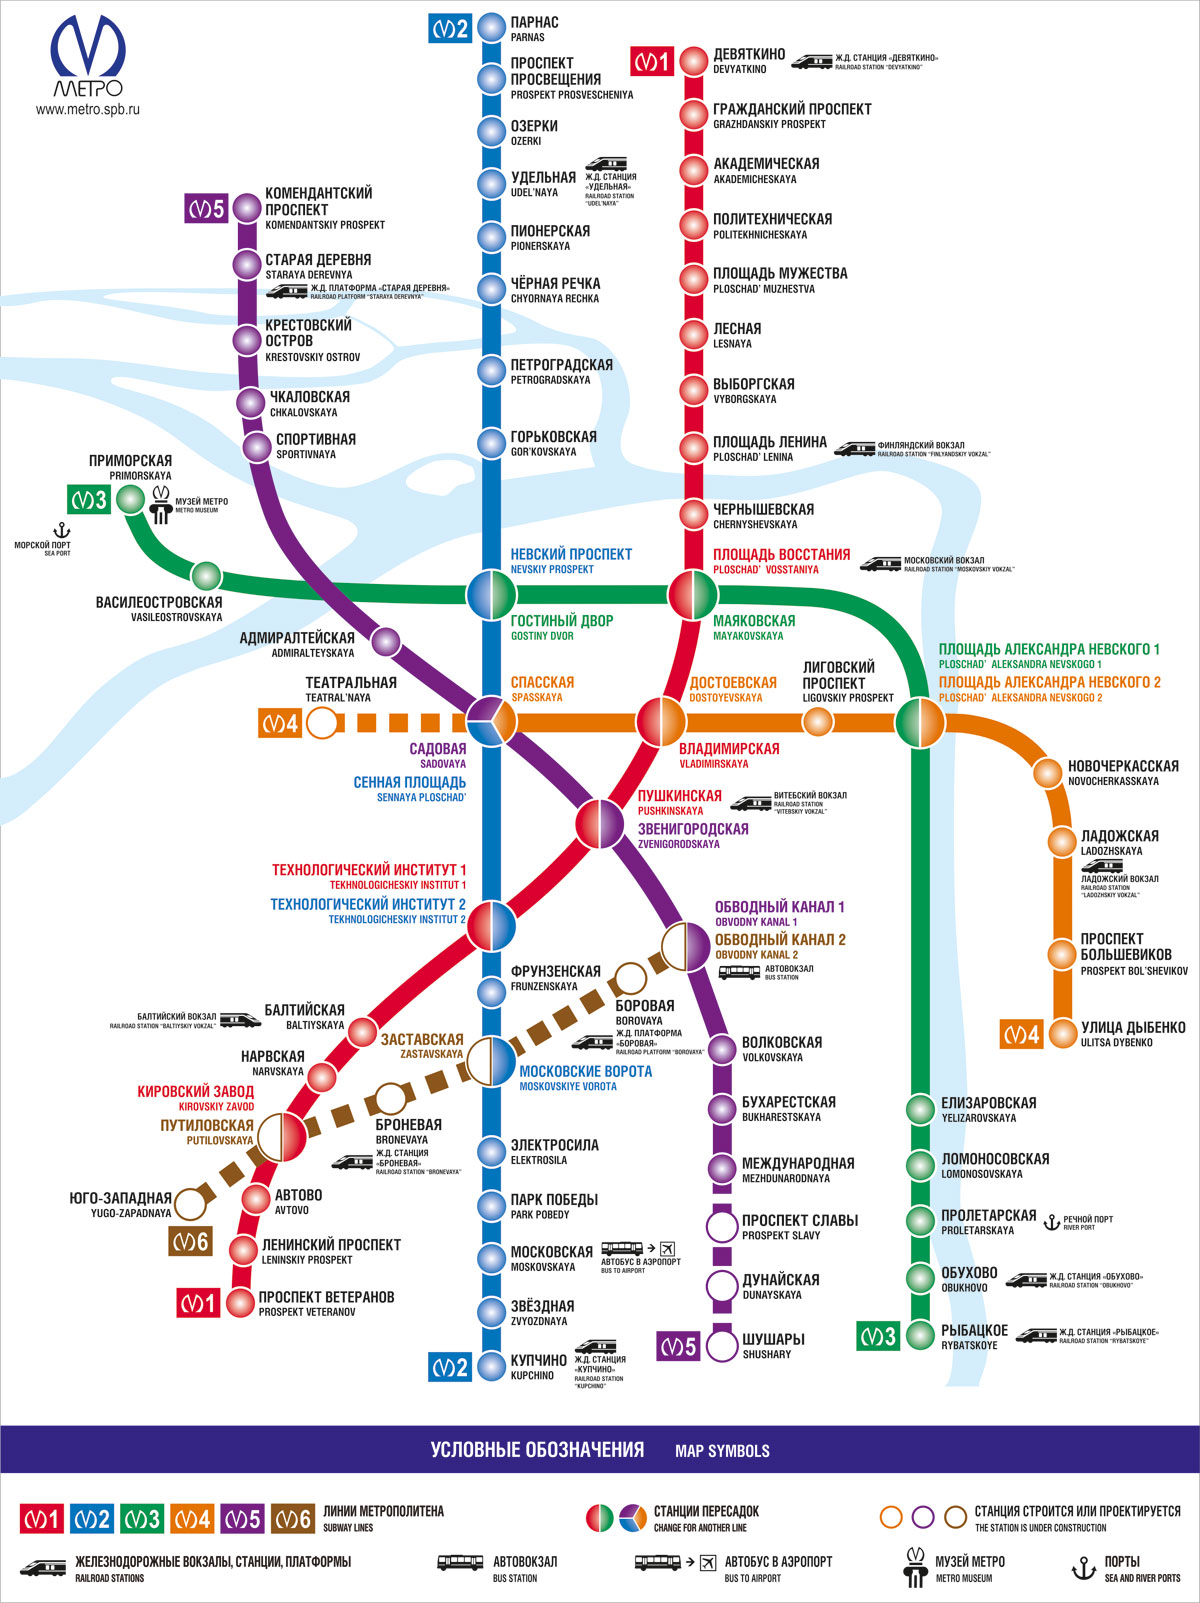 МЕТРО
www.metro.spb.ru
М2
ПАРНАС
PARNAS
ПРОСПЕКТ
ПРОСВЕЩЕНИЯ
PROSPEKT PROSVESCHENIYA
ОЗЕРКИ
OZERKI
УДЕЛЬНАЯ
UDEL'NAYA
Ж.Д. СТАНЦИЯ
«УДЕЛЬНАЯ»
RAILROAD STATION
"UDEL'NAYA"
ПИОНЕРСКАЯ
PIONERSKAYA
ЧЁРНАЯ РЕЧКА
CHYORNAYA RECHKA
ПЕТРОГРАДСКАЯ
PETROGRADSKAYA
ГОРЬКОВСКАЯ
GOR'KOVSKAYA
М1
ДЕВЯТКИНО
DEVYATKINO
Ж.Д. СТАНЦИЯ «ДЕВЯТКИНО»
RAILROAD STATION "DEVYATKINO"
ГРАЖДАНСКИЙ ПРОСПЕКТ
GRAZHDANSKIY PROSPEKT
АКАДЕМИЧЕСКАЯ
AKADEMICHESKAYA
ПОЛИТЕХНИЧЕСКАЯ
POLITEKHNICHESKAYA
ПЛОЩАДЬ МУЖЕСТВА
PLOSCHAD' MUZHESTVA
ЛЕСНАЯ
LESNAYA
ВЫБОРГСКАЯ
VYBORGSKAYA
ПЛОЩАДЬ ЛЕНИНА
PLOSCHAD' LENINA
ФИНЛЯНДСКИЙ ВОКЗАЛ
RAILROAD STATION "FINLYANDSKIY VOKZAL"
ЧЕРНЫШЕВСКАЯ
CHERNYSHEVSKAYA
М5
КОМЕНДАНТСКИЙ
ПРОСПЕКТ
KOMENDANTSKIY PROSPEKT
СТАРАЯ ДЕРЕВНЯ
STARAYA DEREVNYA
Ж.Д. ПЛАТФОРМА «СТАРАЯ ДЕРЕВНЯ»
RAILROAD PLATFORM "STARAYA DEREVNYA"
КРЕСТОВСКИЙ
ОСТРОВ
KRESTOVSKIY OSTROV
ЧКАЛОВСКАЯ
CHKALOVSKAYA
СПОРТИВНАЯ
SPORTIVNAYA
ПРИМОРСКАЯ
PRIMORSKAYA
М3
МУЗЕЙ МЕТРО
METRO MUSEUM
МОРСКОЙ ПОРТ
SEA PORT
ВАСИЛЕОСТРОВСКАЯ
VASILEOSTROVSKAYA
НЕВСКИЙ ПРОСПЕКТ
NEVSKIY PROSPEKT
ГОСТИНЫЙ ДВОР
GOSTINY DVOR
ПЛОЩАДЬ ВОССТАНИЯ
PLOSCHAD' VOSSTANIYA
МОСКОВСКИЙ ВОКЗАЛ
RAILROAD STATION "MOSKOVSKIY VOKZAL"
МАЯКОВСКАЯ
MAYAKOVSKAYA
АДМИРАЛТЕЙСКАЯ
ADMIRALTEYSKAYA
ТЕАТРАЛЬНАЯ
TEATRAL'NAYA
М4
СПАССКАЯ
SPASSKAYA
САДОВАЯ
SADOVAYA
СЕННАЯ ПЛОЩАДЬ
SENNAYA PLOSCHAD'
ДОСТОЕВСКАЯ
DOSTOYEVSKAYA
ВЛАДИМИРСКАЯ
VLADIMIRSKAYA
ЛИГОВСКИЙ
ПРОСПЕКТ
LIGOVSKIY PROSPEKT
ПЛОЩАДЬ АЛЕКСАНДРА НЕВСКОГО 1
PLOSCHAD' ALEKSANDRA NEVSKOGO 1
ПЛОЩАДЬ АЛЕКСАНДРА НЕВСКОГО 2
PLOSCHAD' ALEKSANDRA NEVSKOGO 2
НОВОЧЕРКАССКАЯ
NOVOCHERKASSKAYA
ЛАДОЖСКАЯ
LADOZHSKAYA
ЛАДОЖСКИЙ ВОКЗАЛ
RAILROAD STATION
"LADOZHSKIY VOKZAL"
ПРОСПЕКТ
БОЛЬШЕВИКОВ
PROSPEKT BOL'SHEVIKOV
М4
УЛИЦА ДЫБЕНКО
ULITSA DYBENKO
ПУШКИНСКАЯ
PUSHKINSKAYA
ВИТЕБСКИЙ ВОКЗАЛ
RAILROAD STATION
"VITEBSKIY VOKZAL"
ЗВЕНИГОРОДСКАЯ
ZVENIGORODSKAYA
ТЕХНОЛОГИЧЕСКИЙ ИНСТИТУТ 1
TEKHNOLOGICHESKIY INSTITUT 1
ТЕХНОЛОГИЧЕСКИЙ ИНСТИТУТ 2
TEKHNOLOGICHESKIY INSTITUT 2
ОБВОДНЫЙ КАНАЛ 1
OBVODNY KANAL 1
ОБВОДНЫЙ КАНАЛ 2
OBVODNY KANAL 2
АВТОВОКЗАЛ
BUS STATION
ФРУНЗЕНСКАЯ
FRUNZENSKAYA
БОРОВАЯ
BOROVAYA
Ж.Д. ПЛАТФОРМА
«БОРОВАЯ»
RAILROAD PLATFORM "BOROVAYA"
БАЛТИЙСКАЯ
BALTIYSKAYA
БАЛТИЙСКИЙ ВОКЗАЛ
RAILROAD STATION "BALTIYSKIY VOKZAL"
НАРВСКАЯ
NARVSKAYA
ЗАСТАВСКАЯ
ZASTAVSKAYA
МОСКОВСКИЕ ВОРОТА
MOSKOVSKIYE VOROTA
КИРОВСКИЙ ЗАВОД
KIROVSKIY ZAVOD
ПУТИЛОВСКАЯ
PUTILOVSKAYA
БРОНЕВАЯ
BRONEVAYA
Ж.Д. СТАНЦИЯ
«БРОНЕВАЯ»
RAILROAD STATION "BRONEVAYA"
ЮГО-ЗАПАДНАЯ
YUGO-ZAPADNAYA
М6
АВТОВО
AVTOVO
ЛЕНИНСКИЙ ПРОСПЕКТ
LENINSKIY PROSPEKT
М1
ПРОСПЕКТ ВЕТЕРАНОВ
PROSPEKT VETERANOV
ЭЛЕКТРОСИЛА
ELEKTROSILA
ПАРК ПОБЕДЫ
PARK POBEDY
МОСКОВСКАЯ
MOSKOVSKAYA
АВТОБУС В АЭРОПОРТ
BUS TO AIRPORT
ЗВЁЗДНАЯ
ZVYOZDNAYA
М2
КУПЧИНО
KUPCHINO
Ж.Д. СТАНЦИЯ
«КУПЧИНО»
RAILROAD STATION
"KUPCHINO"
ВОЛКОВСКАЯ
VOLKOVSKAYA
БУХАРЕСТСКАЯ
BUKHARESTSKAYA
МЕЖДУНАРОДНАЯ
MEZHDUNARODNAYA
ПРОСПЕКТ СЛАВЫ
PROSPEKT SLAVY
ДУНАЙСКАЯ
DUNAYSKAYA
М5
ШУШАРЫ
SHUSHARY
ЕЛИЗАРОВСКАЯ
YELIZAROVSKAYA
ЛОМОНОСОВСКАЯ
LOMONOSOVSKAYA
ПРОЛЕТАРСКАЯ
PROLETARSKAYA
РЕЧНОЙ ПОРТ
RIVER PORT
ОБУХОВО
OBUKHOVO
Ж.Д. СТАНЦИЯ «ОБУХОВО»
RAILROAD STATION "OBUKHOVO"
М3
РЫБАЦКОЕ
RYBATSKOYE
Ж.Д. СТАНЦИЯ «РЫБАЦКОЕ»
RAILROAD STATION "RYBATSKOYE"
УСЛОВНЫЕ ОБОЗНАЧЕНИЯ MAP SYMBOLS
М1 М2 М3 М4 М5 М6
ЛИНИИ МЕТРОПОЛИТЕНА
SUBWAY LINES
СТАНЦИИ ПЕРЕСАДОК
CHANGE FOR ANOTHER LINE
СТАНЦИЯ СТРОИТСЯ ИЛИ ПРОЕКТИРУЕТСЯ
THE STATION IS UNDER CONSTRUCTION
ЖЕЛЕЗНОДОРОЖНЫЕ ВОКЗАЛЫ, СТАНЦИИ, ПЛАТФОРМЫ
RAILROAD STATIONS
АВТОВОКЗАЛ
BUS STATION
АВТОБУС В АЭРОПОРТ
BUS TO AIRPORT
МУЗЕЙ МЕТРО
METRO MUSEUM
ПОРТЫ
SEA AND RIVER PORTS